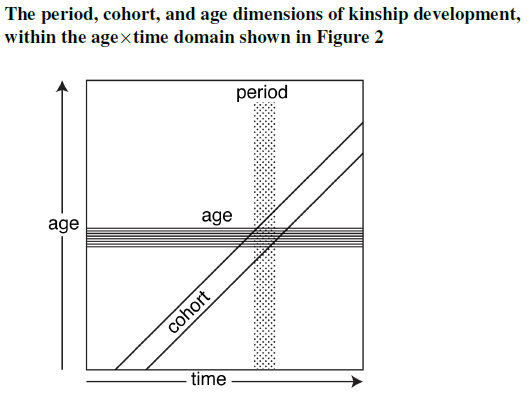 The period, cohort, and age dimensions of kinship development,
within the age×time domain shown in Figure 2
period
age
age
cohort
time